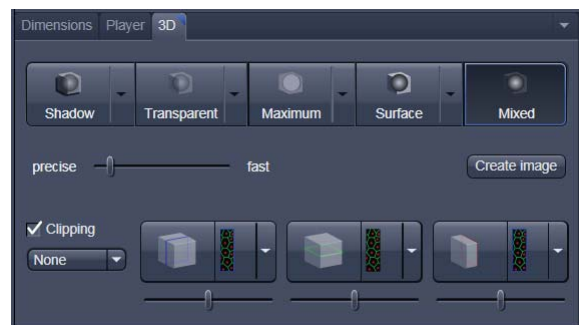 Dimensions Player 3D
Shadow Transparent Maximum Surface Mixed
precise fast Create image
Clipping
None